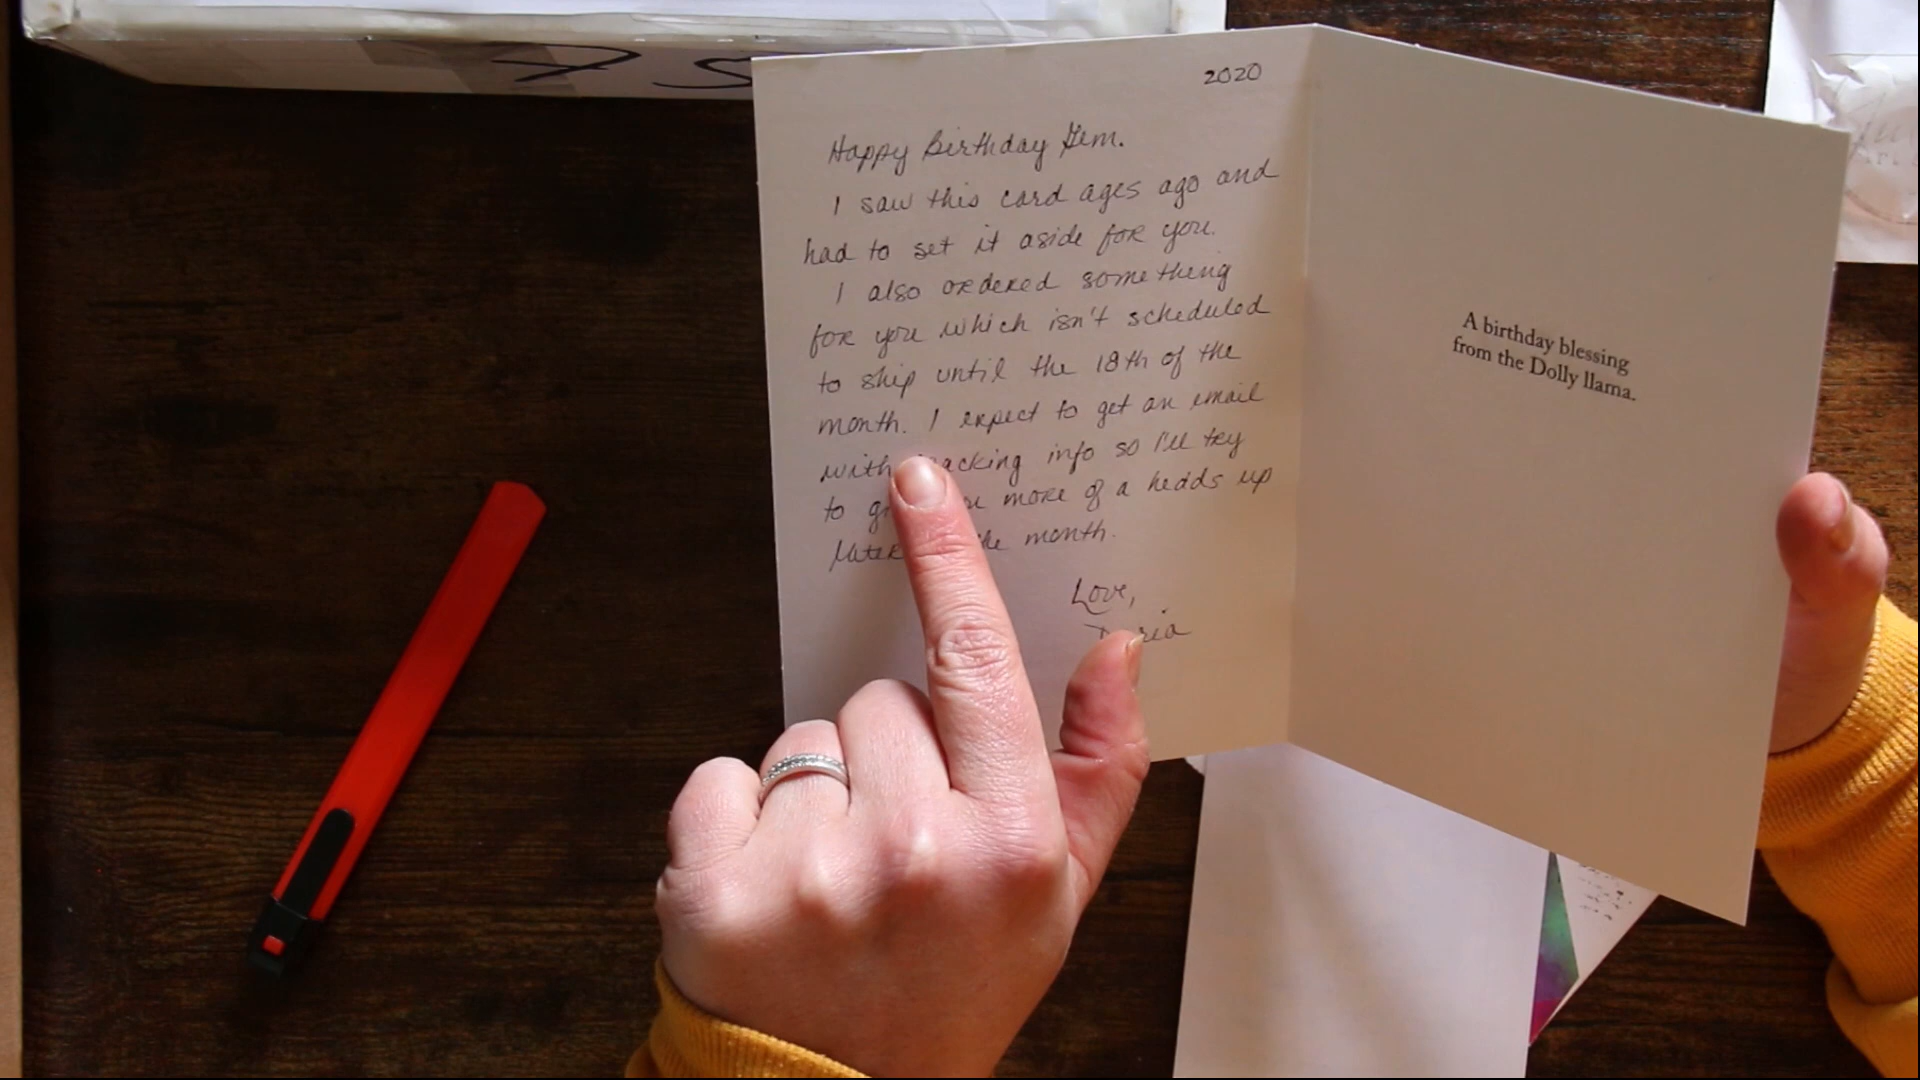 2020
Happy Birthday Gem.
I saw this card ages ago and
had to set it aside for you.
I also ordered something
for you which isn't scheduled
to ship until the 18th of the
month. I expect to get an email
with tracking info so I'll try
to more of a heads up
later the month.
Love,
A birthday blessing
from the Dolly llama.